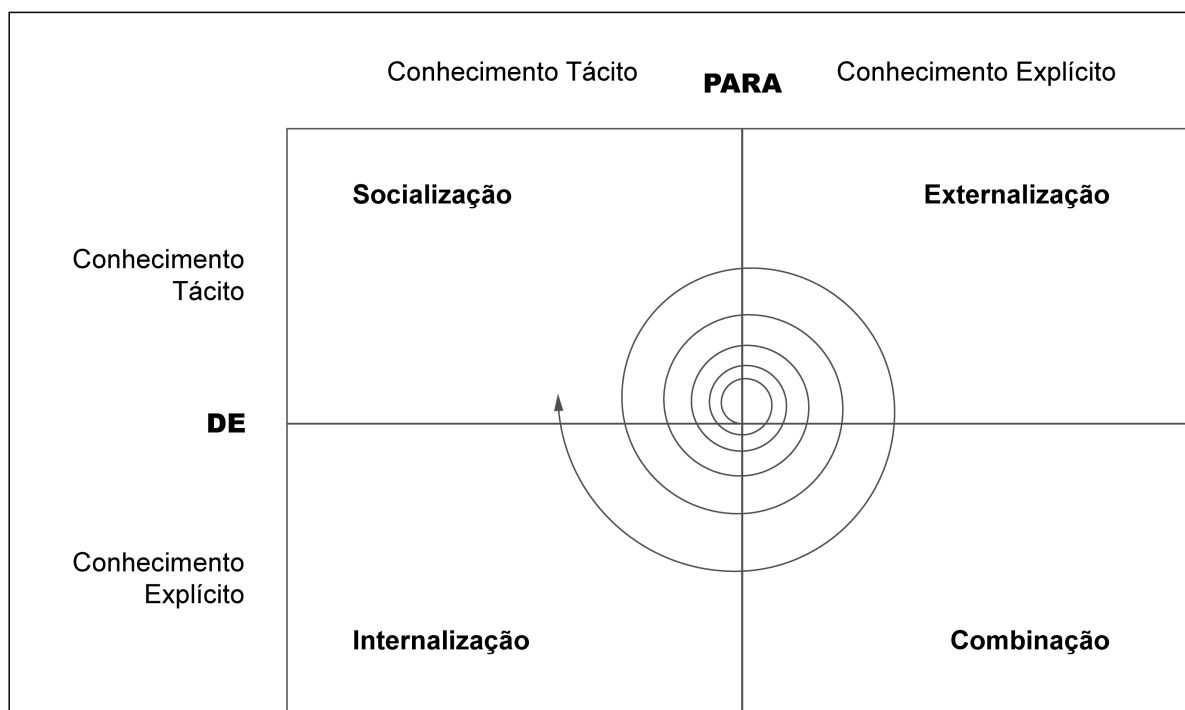 Conhecimento Tácito
PARA
Conhecimento Explícito
Socialização
Externalização
Conhecimento
Tácito
DE
Conhecimento
Explícito
Internalização
Combinação